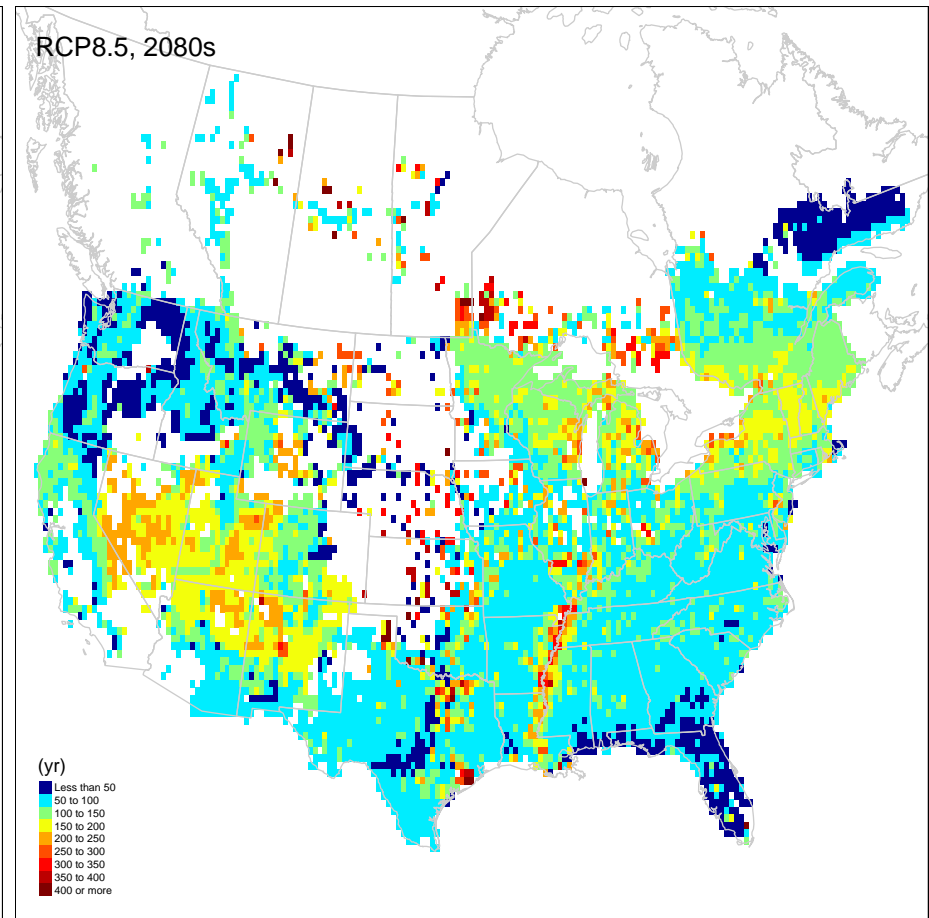 RCP8.5, 2080s
(yr)
Less than 50
50 to 100
100 to 150
150 to 200
200 to 250
250 to 300
300 to 350
350 to 400
400 or more